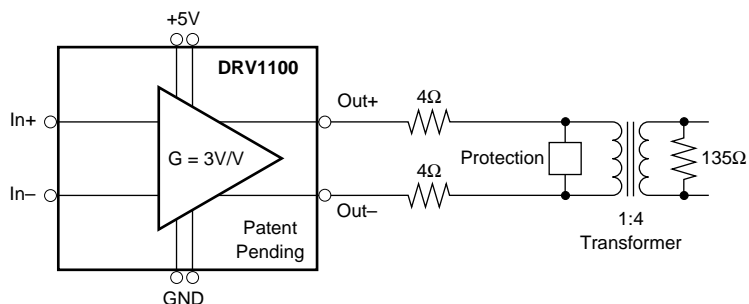 +5V
DRV1100
In+
Out+
4Ω
G = 3V/V
Protection
135Ω
In–
Out–
4Ω
Patent
Pending
1:4
Transformer
GND